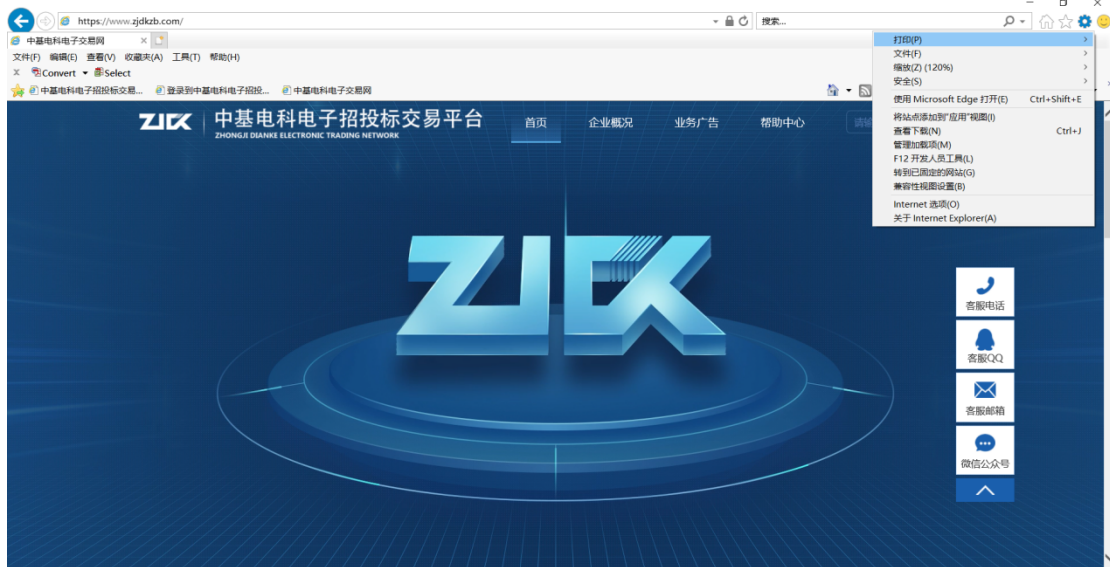 https://www.zjdkzb.com/
搜索...
中基电科电子交易网
文件(F) 编辑(E) 查看(V) 收藏夹(A) 工具(T) 帮助(H)
x Convert Select
中基电科电子招投标交易... 登录到中基电科电子招投... 中基电科电子交易网
打印(P)
文件(F)
缩放(Z) (120%)
安全(S)
使用 Microsoft Edge 打开(E) Ctrl+Shift+E
将站点添加到"应用"视图(I)
查看下载(N) Ctrl+J
管理加载项(M)
F12 开发人员工具(L)
转到已固定的网站(G)
兼容性视图设置(B)
Internet 选项(O)
关于 Internet Explorer(A)
ZJCK 中基电科电子招投标交易平台
ZHONGJI DIANKE ELECTRONIC TRADING NETWORK
首页 企业概况 业务广告 帮助中心
ZJCK
客服电话
客服QQ
客服邮箱
微信公众号